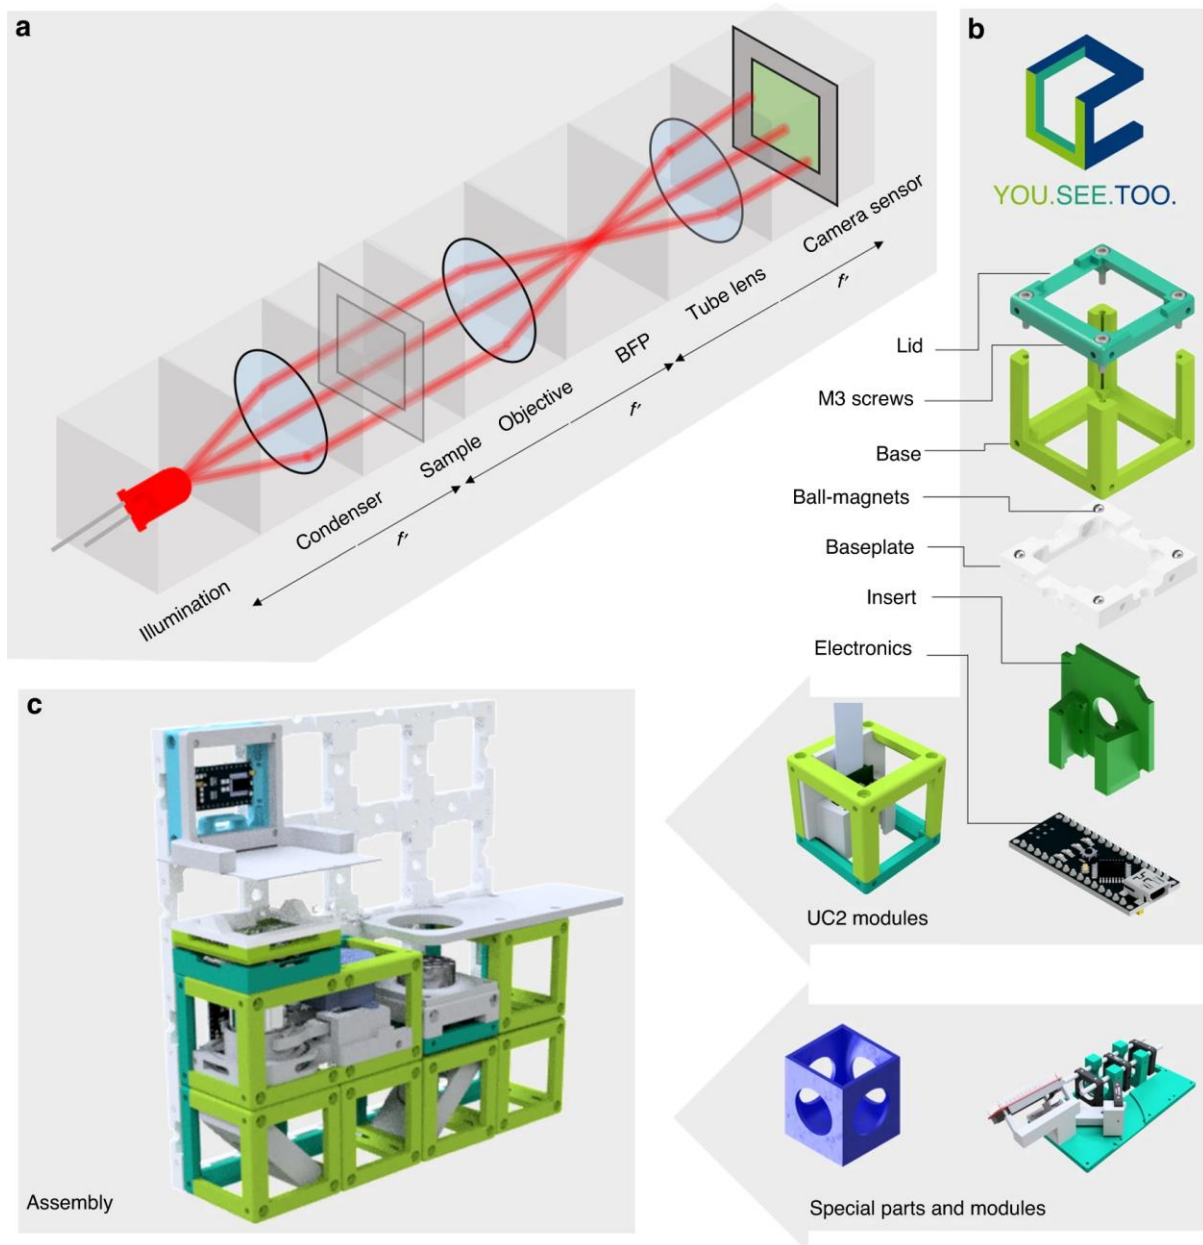 a
Illumination
Condenser
Sample
Objective
BFP
Tube lens
Camera sensor
f′
f′
f′
b
YOU.SEE.TOO.
Lid
M3 screws
Base
Ball-magnets
Baseplate
Insert
Electronics
UC2 modules
Special parts and modules
c
Assembly